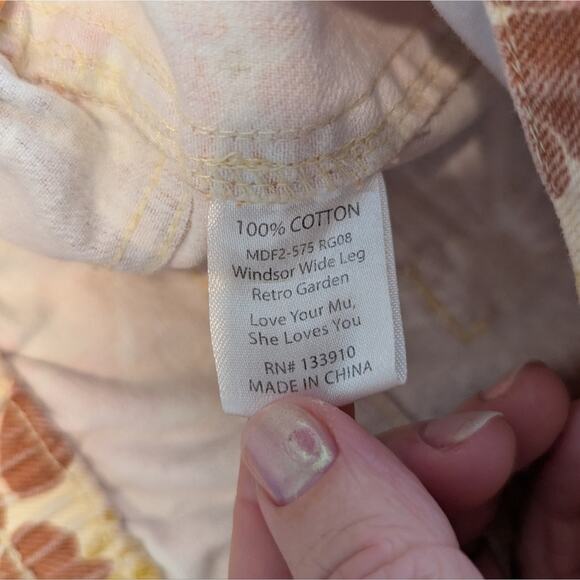 100% COTTON
MDF2-575 RG08
Windsor Wide Leg
Retro Garden
Love Your Mu,
She Loves You
RN# 133910
MADE IN CHINA